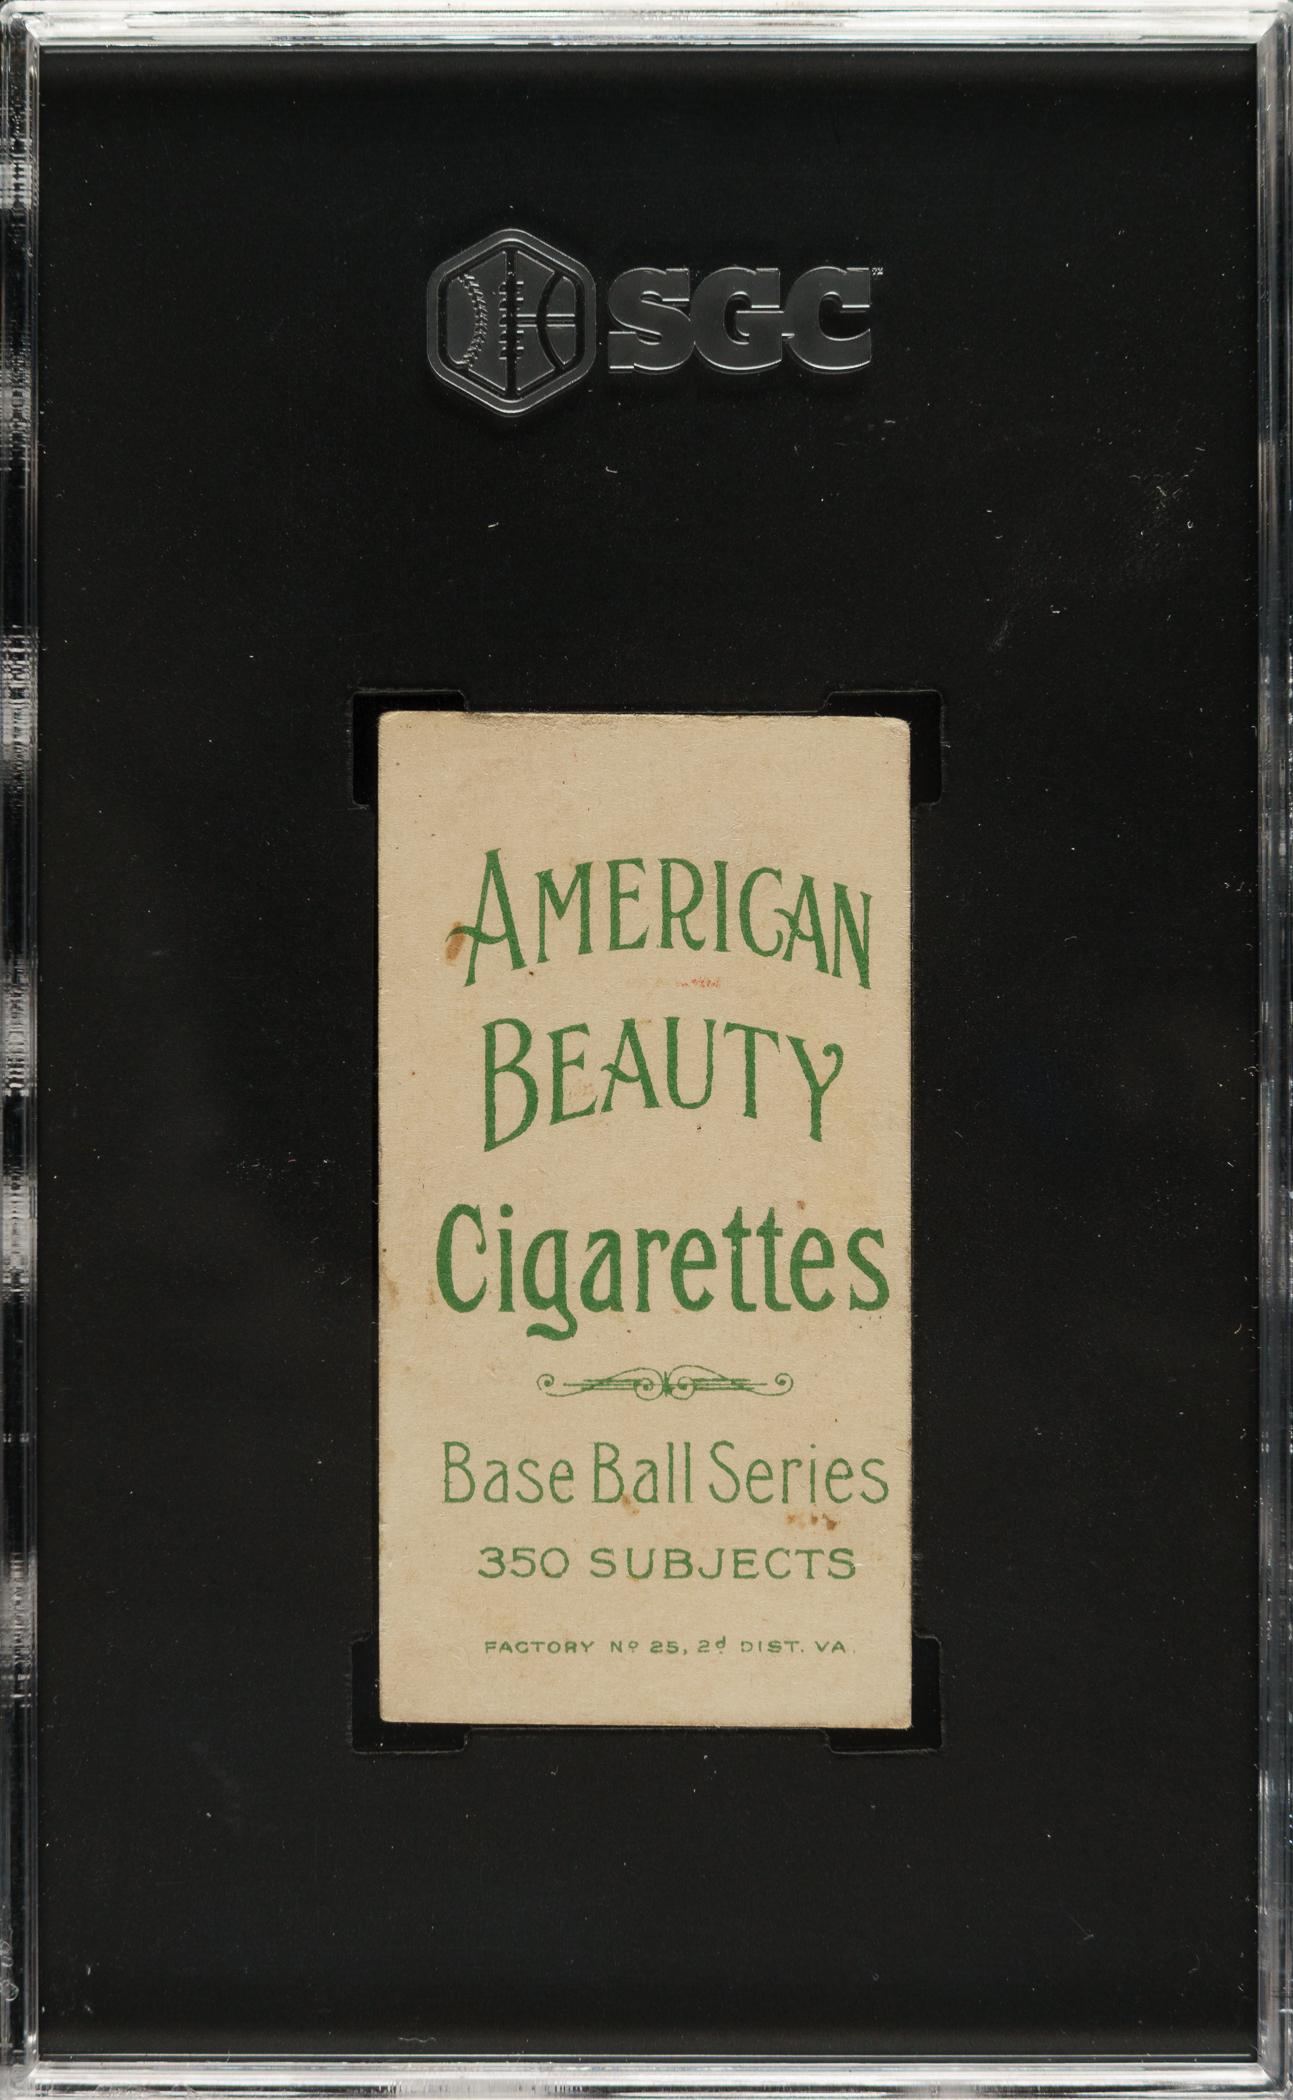 SGC
AMERICAN
BEAUTY
Cigarettes
Base Ball Series
350 SUBJECTS
FACTORY Nº 25, 2d DIST. VA.